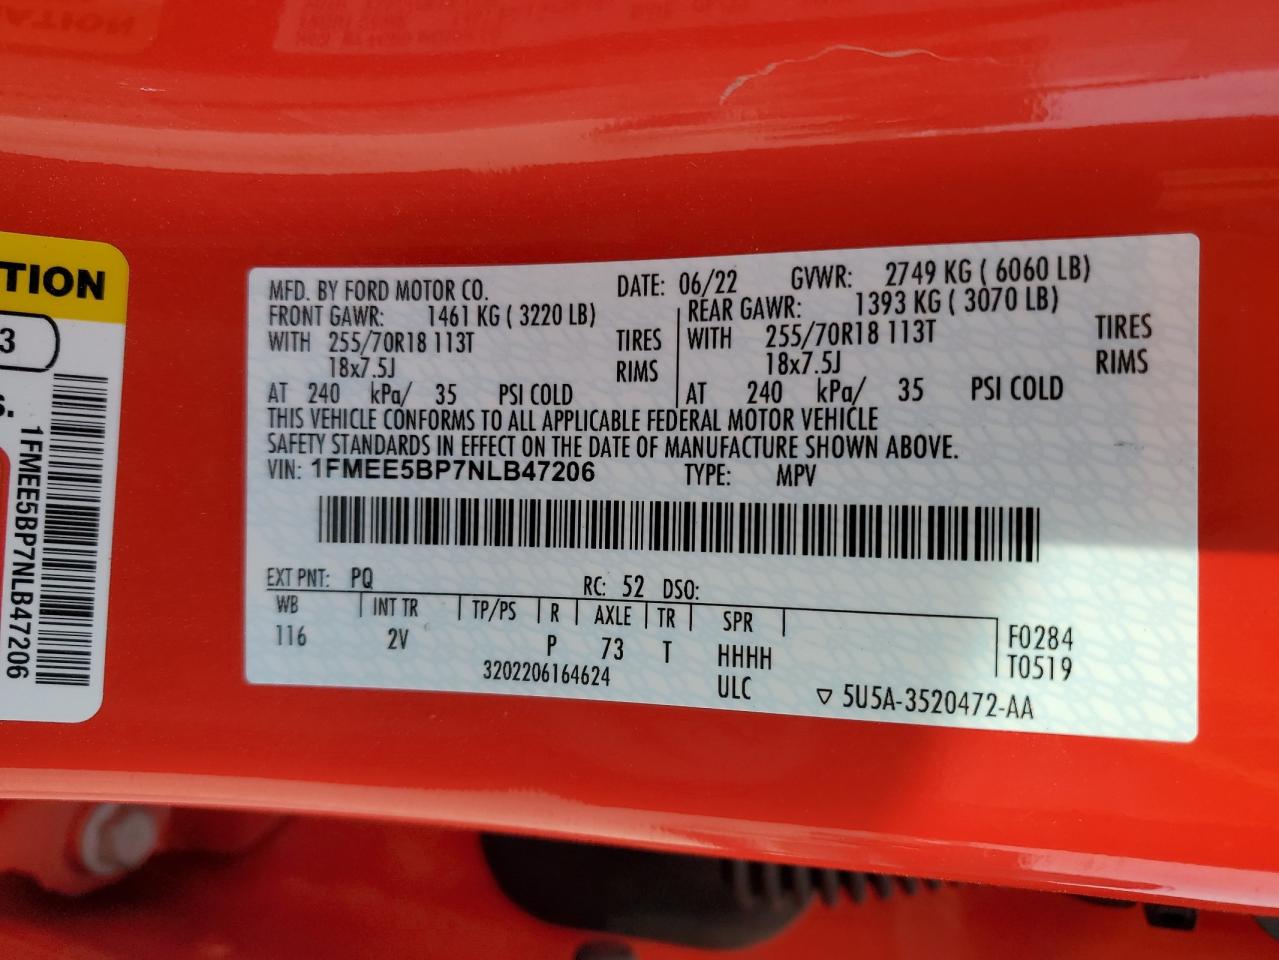 TION
3
S.
1FMEE5BP7NLB47206
MFD. BY FORD MOTOR CO. DATE: 06/22 GVWR: 2749 KG ( 6060 LB)
FRONT GAWR: 1461 KG ( 3220 LB) REAR GAWR: 1393 KG ( 3070 LB)
WITH 255/70R18 113T TIRES WITH 255/70R18 113T TIRES
18x7.5J RIMS 18x7.5J RIMS
AT 240 kPa/ 35 PSI COLD AT 240 kPa/ 35 PSI COLD
THIS VEHICLE CONFORMS TO ALL APPLICABLE FEDERAL MOTOR VEHICLE
SAFETY STANDARDS IN EFFECT ON THE DATE OF MANUFACTURE SHOWN ABOVE.
VIN: 1FMEE5BP7NLB47206 TYPE: MPV
EXT PNT: PQ RC: 52 DSO:
WB INT TR TP/PS R AXLE TR SPR
116 2V P 73 T HHHH F0284
3202206164624 ULC T0519
▽ 5U5A-3520472-AA